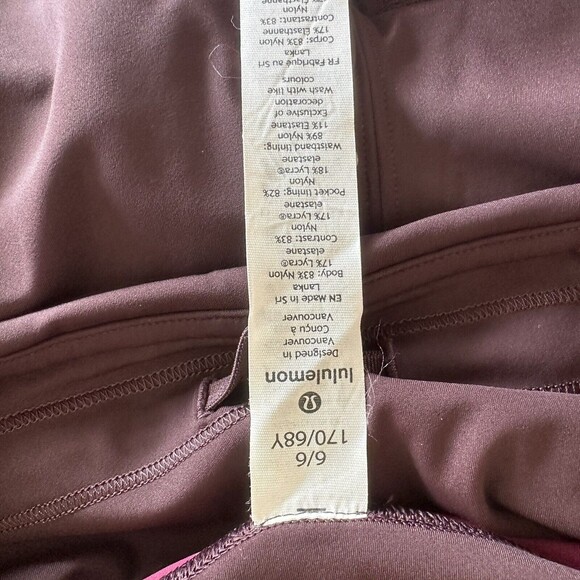 6/6
170/68Y
lululemon
Designed in
Vancouver
Conçu à
Vancouver
EN Made in Sri
Lanka
Body: 83% Nylon
17% Lycra®
elastane
Contrast: 83%
Nylon
17% Lycra®
elastane
Pocket lining: 82%
Nylon
18% Lycra®
elastane
Waistband lining:
89% Nylon
11% Elastane
Exclusive of
decoration
Wash with like
colours
FR Fabriqué au Sri
Lanka
Corps: 83% Nylon
17% Elasthanne
Contrastant: 83%
Nylon